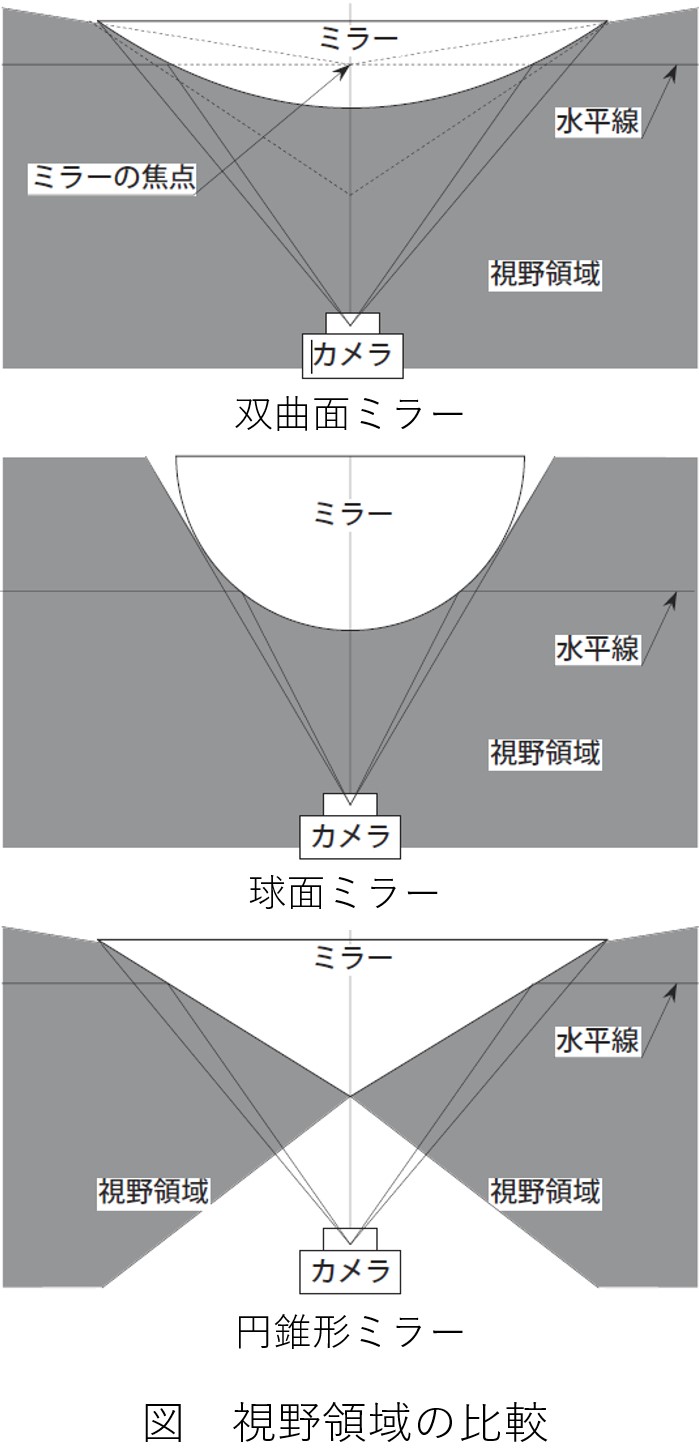 ミラー
水平線
ミラーの焦点
視野領域
カメラ
双曲面ミラー
ミラー
水平線
視野領域
カメラ
球面ミラー
ミラー
水平線
視野領域
視野領域
カメラ
円錐形ミラー
図　視野領域の比較